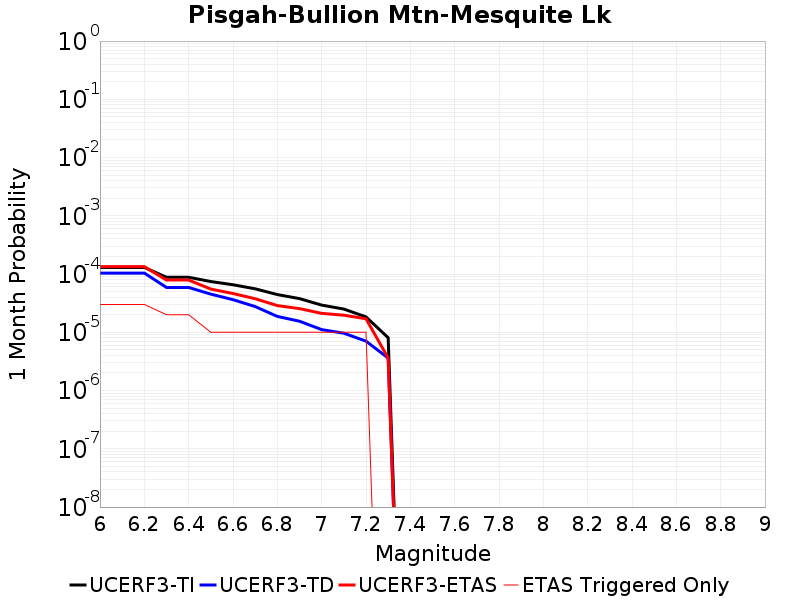 Pisgah-Bullion Mtn-Mesquite Lk
1 Month Probability
10^0
10^-1
10^-2
10^-3
10^-4
10^-5
10^-6
10^-7
10^-8
6 6.2 6.4 6.6 6.8 7 7.2 7.4 7.6 7.8 8 8.2 8.4 8.6 8.8 9
Magnitude
UCERF3-TI UCERF3-TD UCERF3-ETAS ETAS Triggered Only